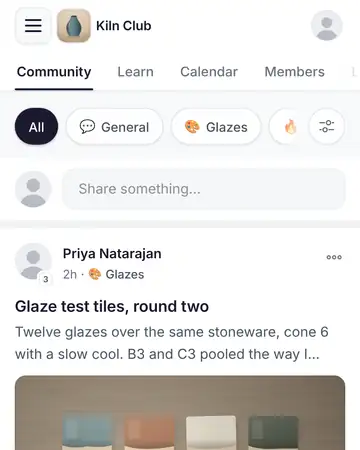 Kiln Club
Community Learn Calendar Members
All 💬 General 🎨 Glazes 🔥
Share something...
Priya Natarajan
3 2h · 🎨 Glazes
Glaze test tiles, round two
Twelve glazes over the same stoneware, cone 6
with a slow cool. B3 and C3 pooled the way I...